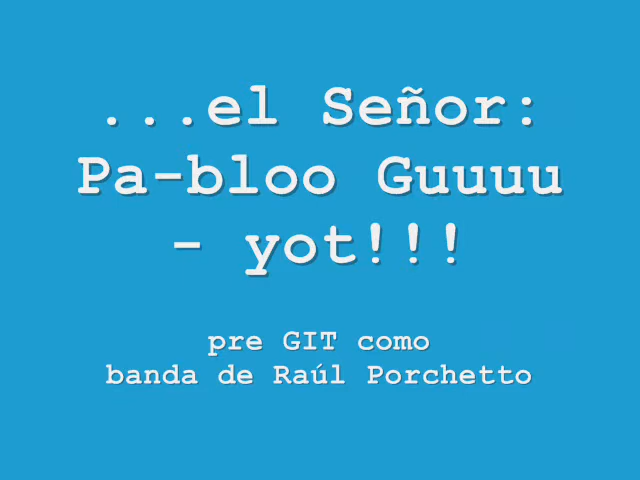 ...el Señor:
Pa-bloo Guuuu
- yot!!!
pre GIT como
banda de Raúl Porchetto